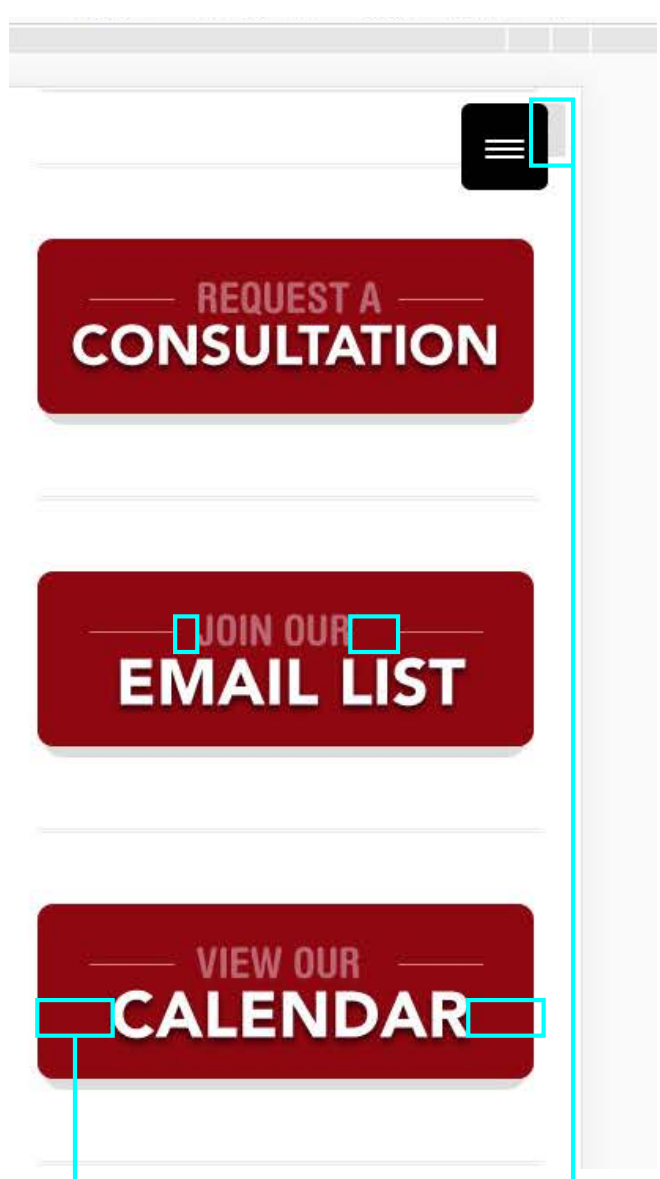 REQUEST A
CONSULTATION
JOIN OUR
EMAIL LIST
VIEW OUR
CALENDAR